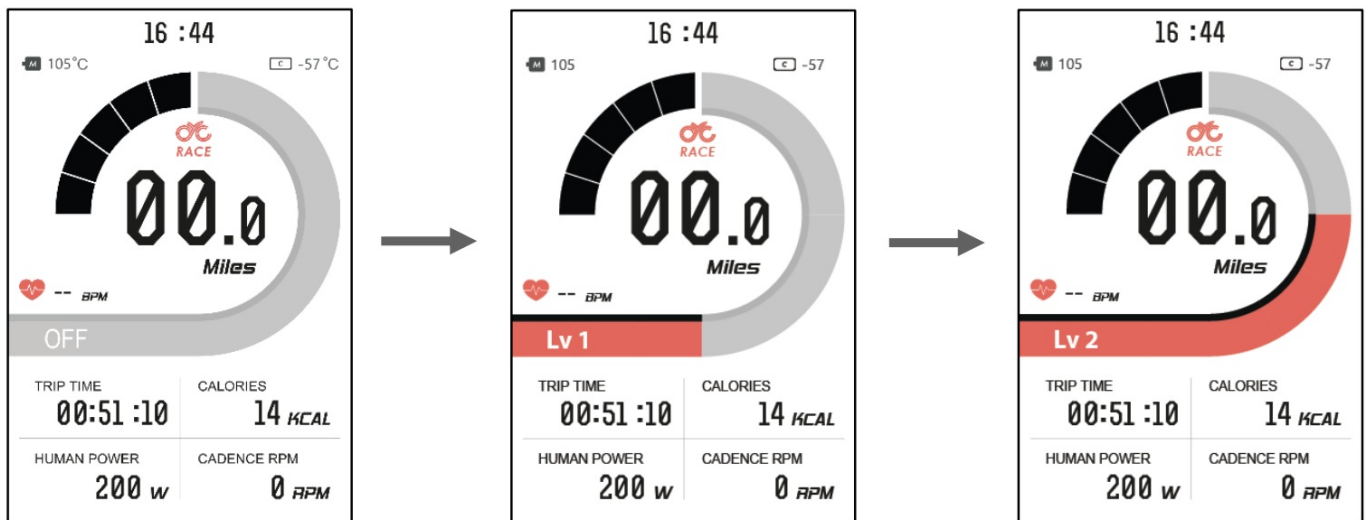 16 :44
M 105°C
C -57°C
RACE
00.0
Miles
-- BPM
OFF
TRIP TIME
CALORIES
00:51 :10
14 KCAL
HUMAN POWER
CADENCE RPM
200 W
0 RPM
16 :44
M 105
C -57
RACE
00.0
Miles
-- BPM
Lv 1
TRIP TIME
CALORIES
00:51 :10
14 KCAL
HUMAN POWER
CADENCE RPM
200 W
0 RPM
16 :44
M 105
C -57
RACE
00.0
Miles
-- BPM
Lv 2
TRIP TIME
CALORIES
00:51 :10
14 KCAL
HUMAN POWER
CADENCE RPM
200 W
0 RPM